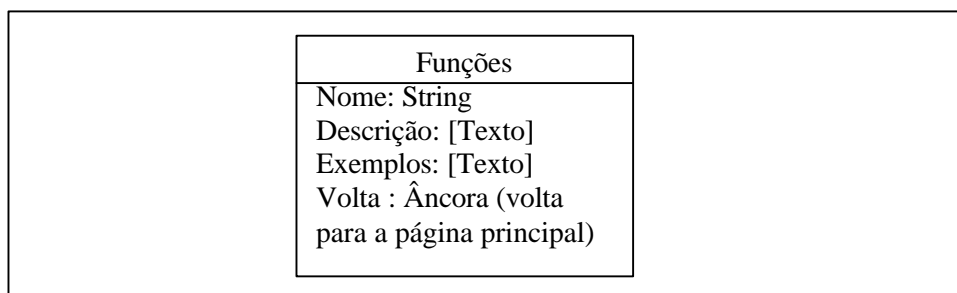 Funções
Nome: String
Descrição: [Texto]
Exemplos: [Texto]
Volta : Âncora (volta
para a página principal)